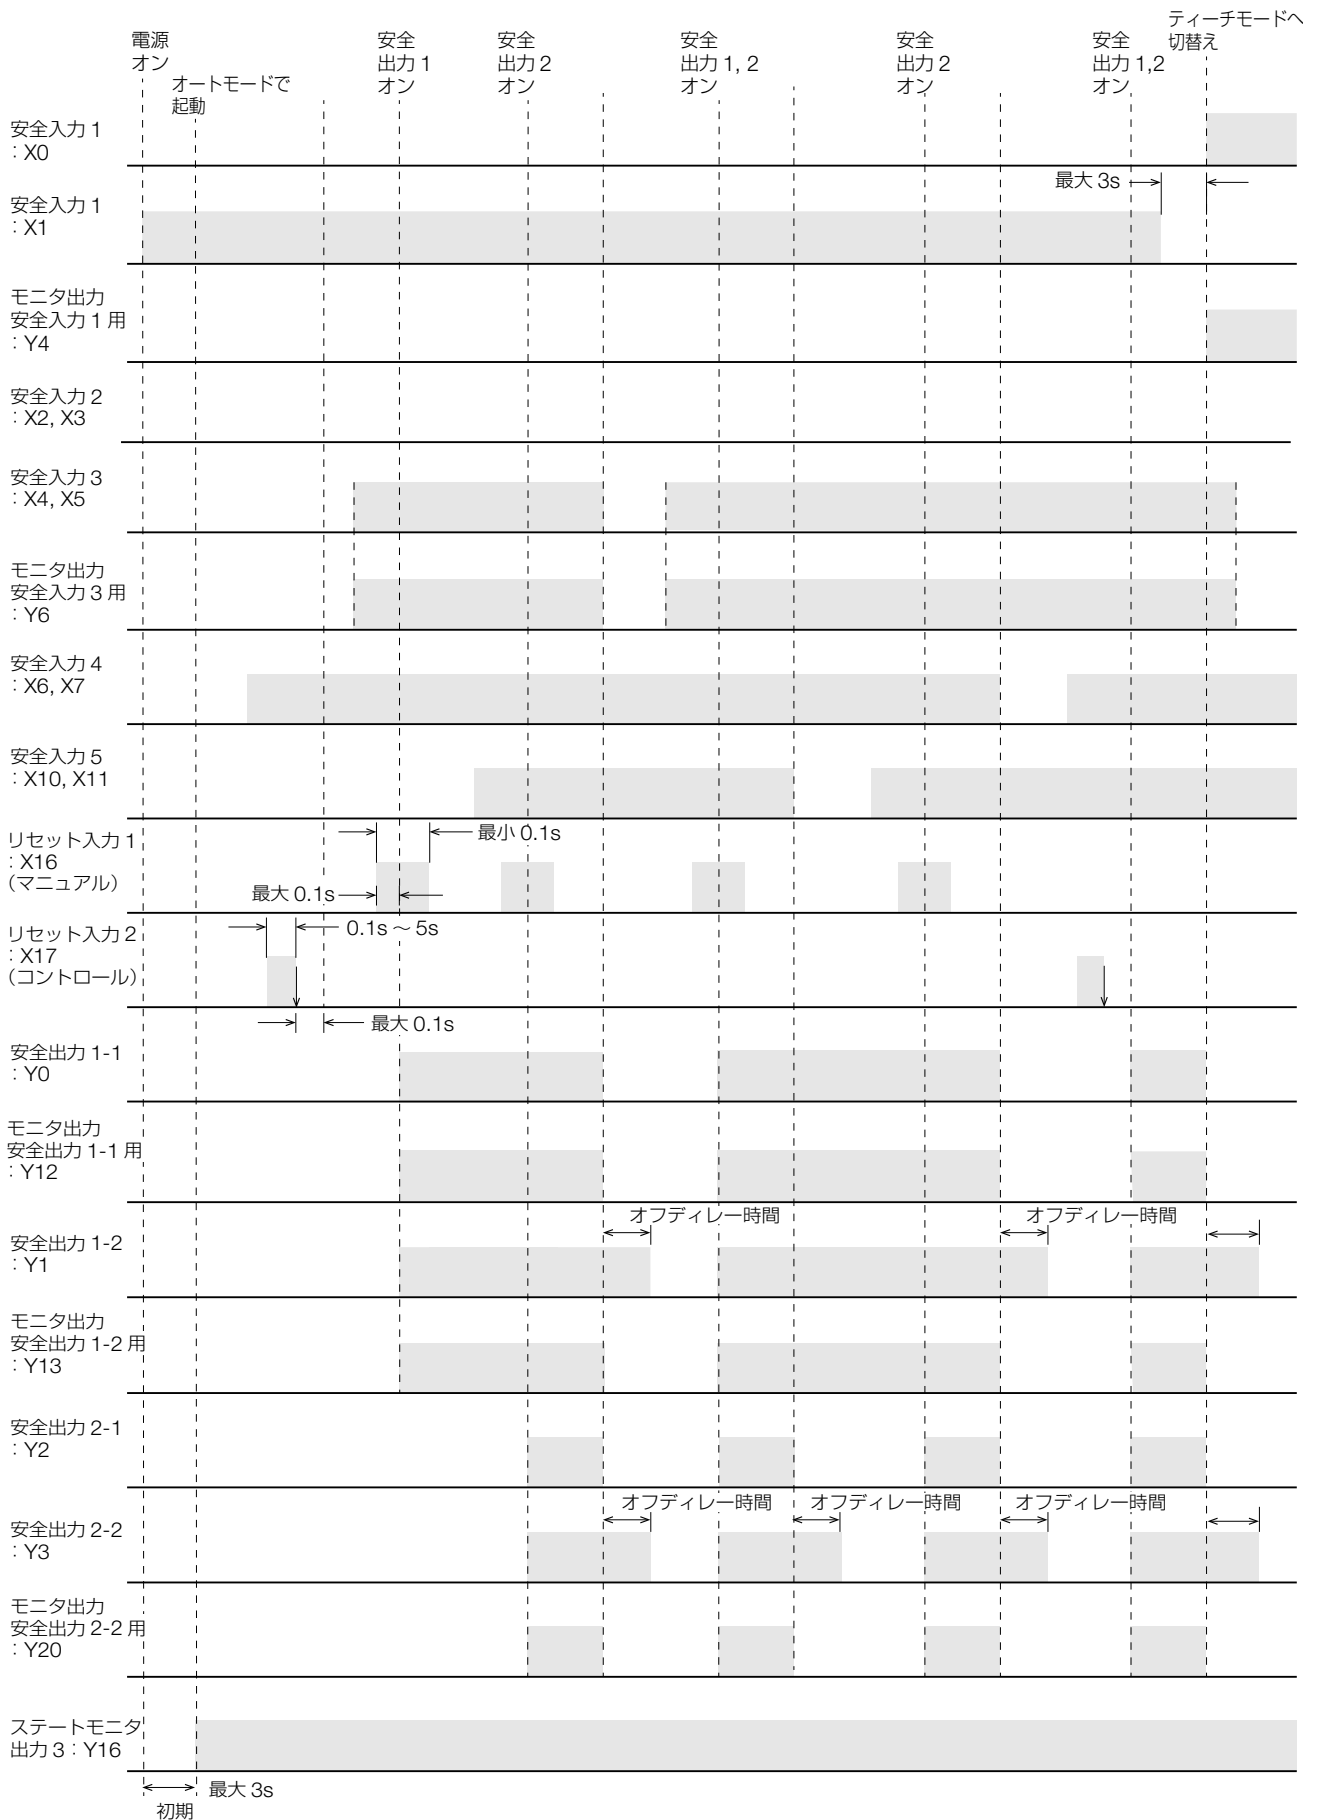 ティーチモードへ
切替え
電源
オン
オートモードで
起動
安全
出力 1
オン
安全
出力 2
オン
安全
出力 1, 2
オン
安全
出力 2
オン
安全
出力 1,2
オン
安全入力 1
: X0
最大 3s
安全入力 1
: X1
モニタ出力
安全入力 1 用
: Y4
安全入力 2
: X2, X3
安全入力 3
: X4, X5
モニタ出力
安全入力 3 用
: Y6
安全入力 4
: X6, X7
安全入力 5
: X10, X11
リセット入力 1
: X16
(マニュアル)
最小 0.1s
最大 0.1s
リセット入力 2
: X17
(コントロール)
0.1s ~ 5s
最大 0.1s
安全出力 1-1
: Y0
モニタ出力
安全出力 1-1 用
: Y12
安全出力 1-2
: Y1
オフディレー時間
オフディレー時間
モニタ出力
安全出力 1-2 用
: Y13
安全出力 2-1
: Y2
安全出力 2-2
: Y3
オフディレー時間
オフディレー時間
オフディレー時間
モニタ出力
安全出力 2-2 用
: Y20
ステートモニタ
出力 3 : Y16
最大 3s
初期